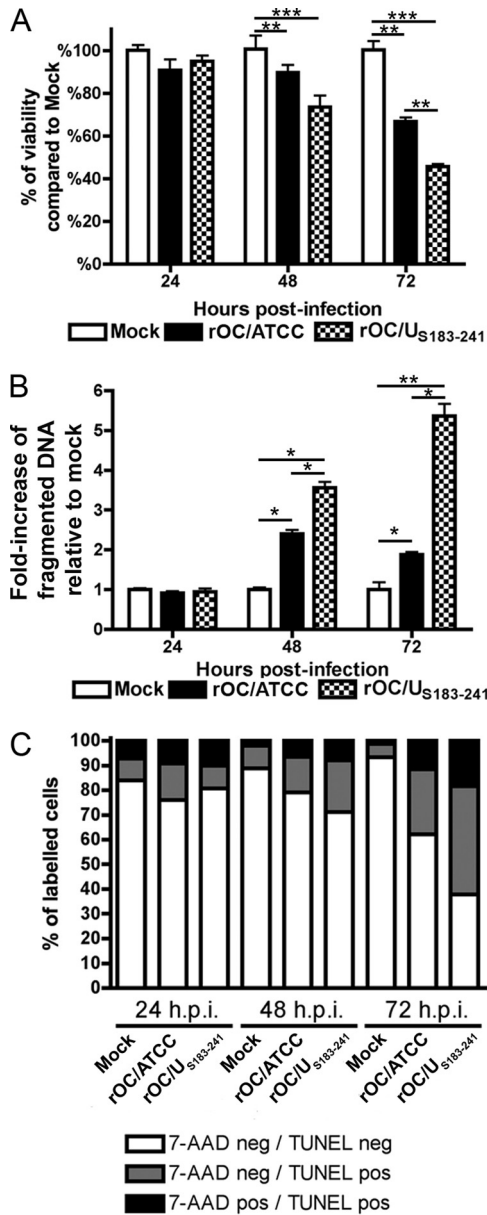 A
% of viability
compared to Mock
%100
%80
%60
%40
%20
%0
***
**
***
**
**
24
48
72
Hours post-infection
Mock rOC/ATCC rOC/US183-241
B
Fold-increase of
fragmented DNA
relative to mock
6
5
4
3
2
1
0
*
*
*
**
*
*
24
48
72
Hours post-infection
Mock rOC/ATCC rOC/US183-241
C
% of labelled cells
100
90
80
70
60
50
40
30
20
10
0
24 h.p.i. 48 h.p.i. 72 h.p.i.
Mock
rOC/ATCC
rOC/U S183-241
Mock
rOC/ATCC
rOC/U S183-241
Mock
rOC/ATCC
rOC/U S183-241
7-AAD neg / TUNEL neg
7-AAD neg / TUNEL pos
7-AAD pos / TUNEL pos